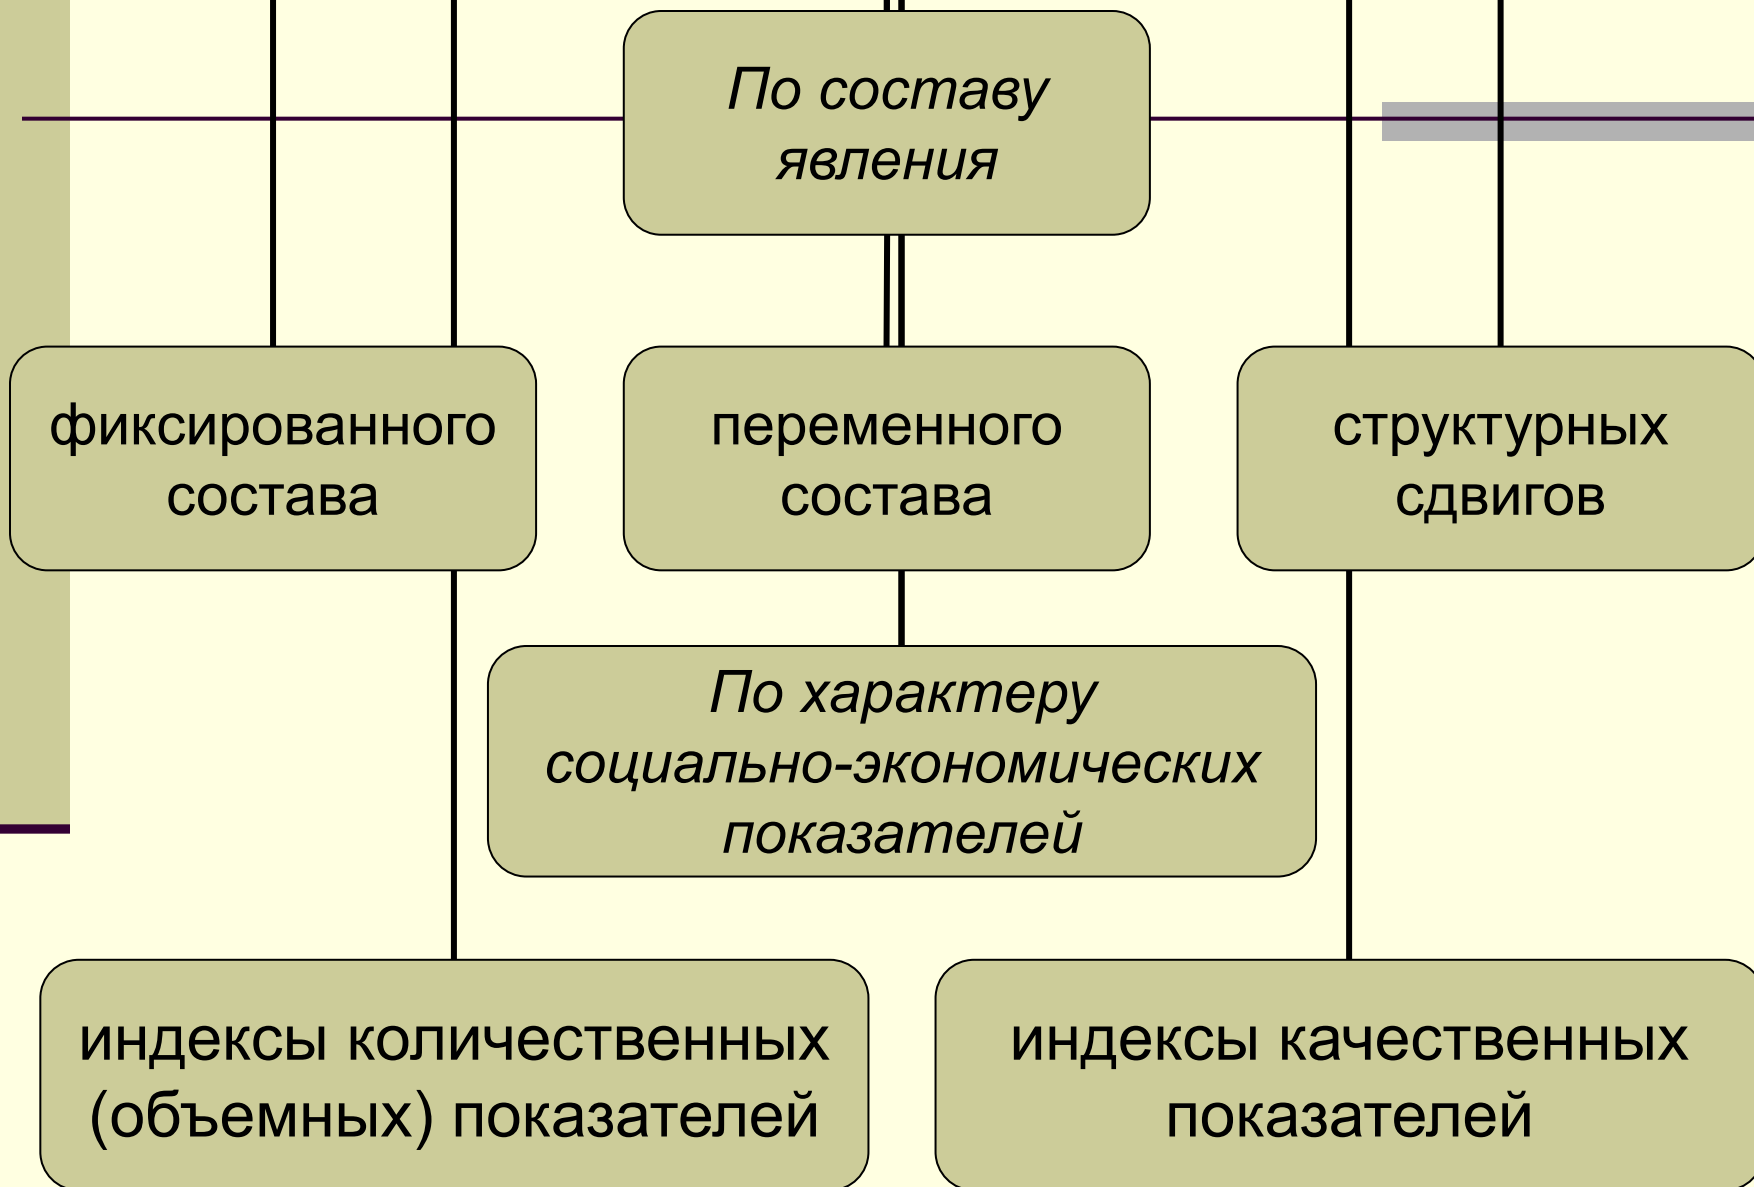 По составу
явления
фиксированного
состава
переменного
состава
структурных
сдвигов
По характеру
социально-экономических
показателей
индексы количественных
(объемных) показателей
индексы качественных
показателей